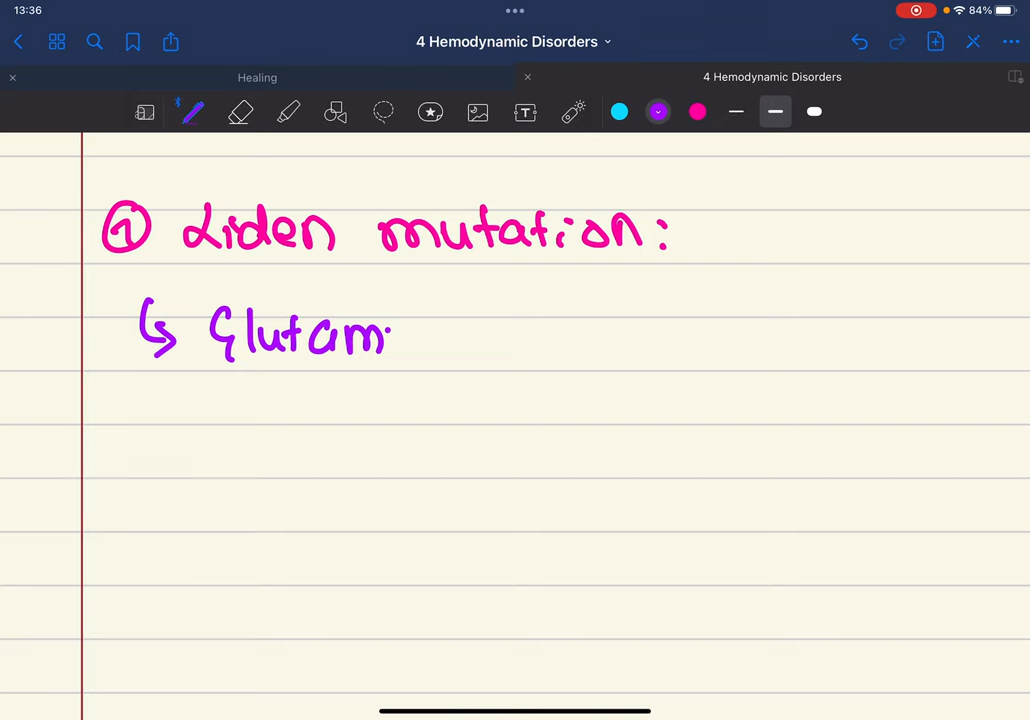 13:36
84%
4 Hemodynamic Disorders
Healing
4 Hemodynamic Disorders
① Liden mutation:
↳ Glutam